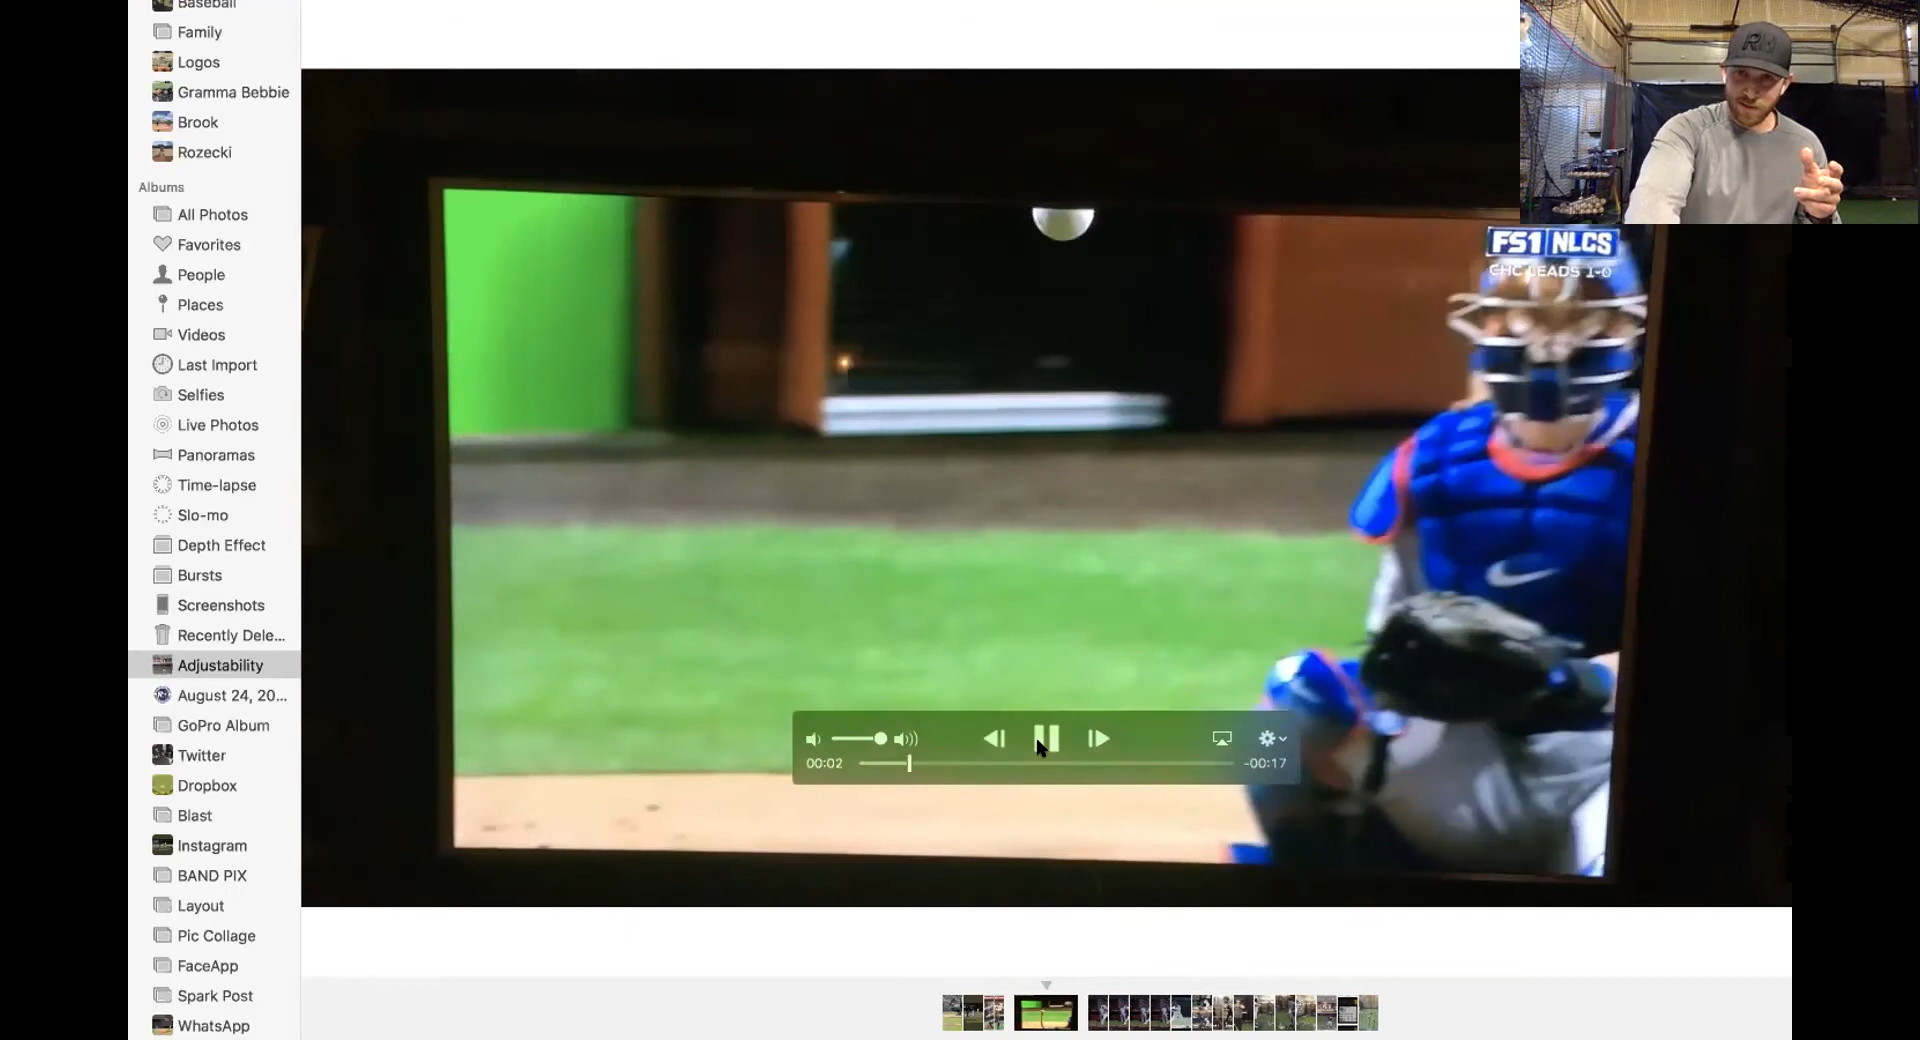 Baseball
Family
Logos
Gramma Bebbie
Brook
Rozecki
Albums
All Photos
Favorites
People
Places
Videos
Last Import
Selfies
Live Photos
Panoramas
Time-lapse
Slo-mo
Depth Effect
Bursts
Screenshots
Recently Dele...
Adjustability
August 24, 20...
GoPro Album
Twitter
Dropbox
Blast
Instagram
BAND PIX
Layout
Pic Collage
FaceApp
Spark Post
WhatsApp
FS1 NLCS
CHC LEADS 1-0
00:02
-00:17